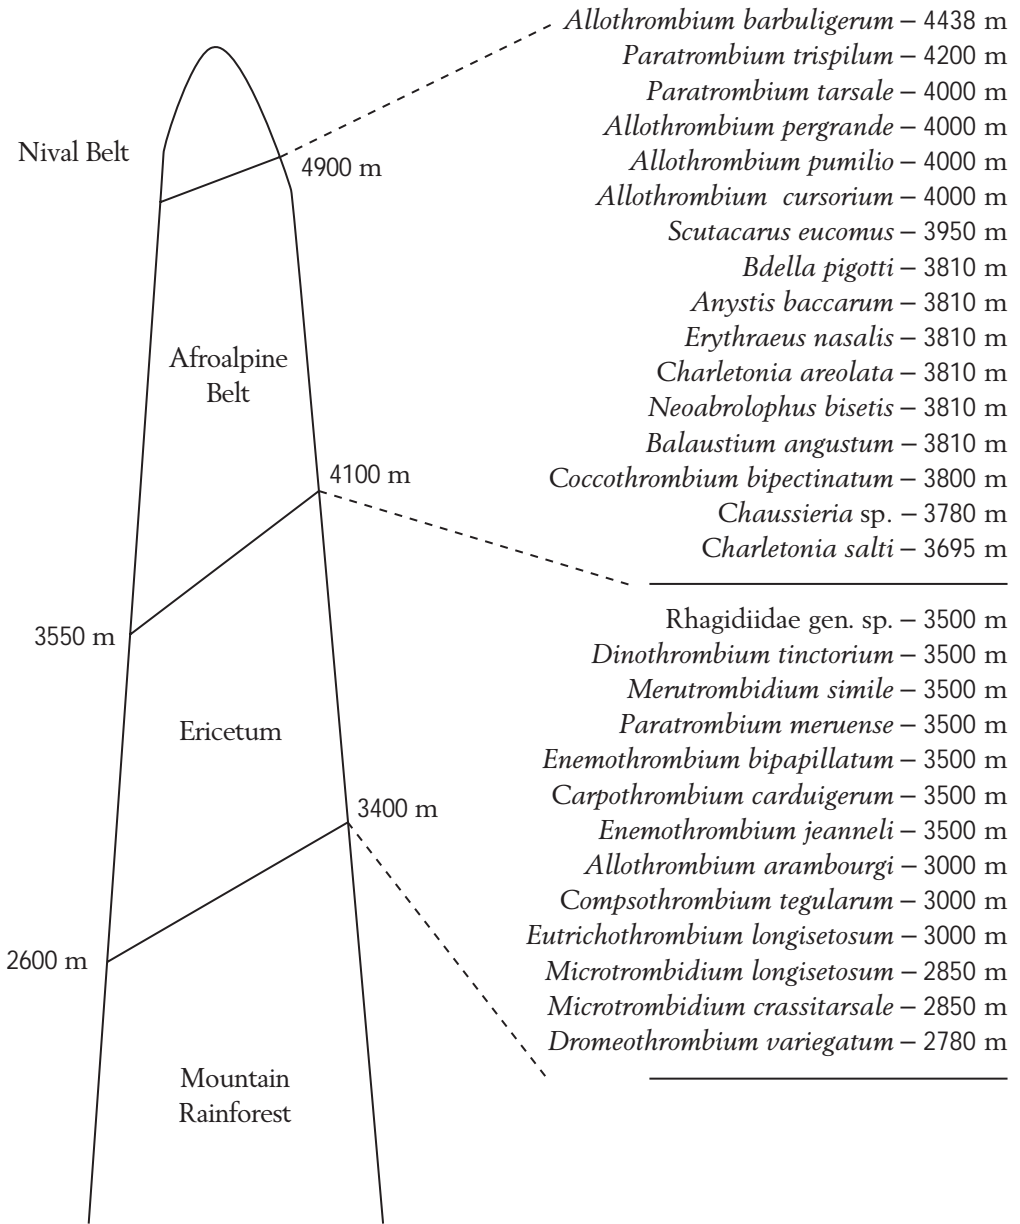 Allothrombium barbuligerum – 4438 m
Paratrombium trispilum – 4200 m
Paratrombium tarsale – 4000 m
Allothrombium pergrande – 4000 m
Allothrombium pumilio – 4000 m
Allothrombium cursorium – 4000 m
Scutacarus eucomus – 3950 m
Bdella pigotti – 3810 m
Anystis baccarum – 3810 m
Erythraeus nasalis – 3810 m
Charletonia areolata – 3810 m
Neoabrolophus bisetis – 3810 m
Balaustium angustum – 3810 m
Coccothrombium bipectinatum – 3800 m
Chaussieria sp. – 3780 m
Charletonia salti – 3695 m
Rhagidiidae gen. sp. – 3500 m
Dinothrombium tinctorium – 3500 m
Merutrombidium simile – 3500 m
Paratrombium meruense – 3500 m
Enemothrombium bipapillatum – 3500 m
Carpothrombium carduigerum – 3500 m
Enemothrombium jeanneli – 3500 m
Allothrombium arambourgi – 3000 m
Compsothrombium tegularum – 3000 m
Eutrichothrombium longisetosum – 3000 m
Microtrombidium longisetosum – 2850 m
Microtrombidium crassitarsale – 2850 m
Dromeothrombium variegatum – 2780 m
Nival Belt
4900 m
Afroalpine
Belt
4100 m
3550 m
Ericetum
3400 m
2600 m
Mountain
Rainforest